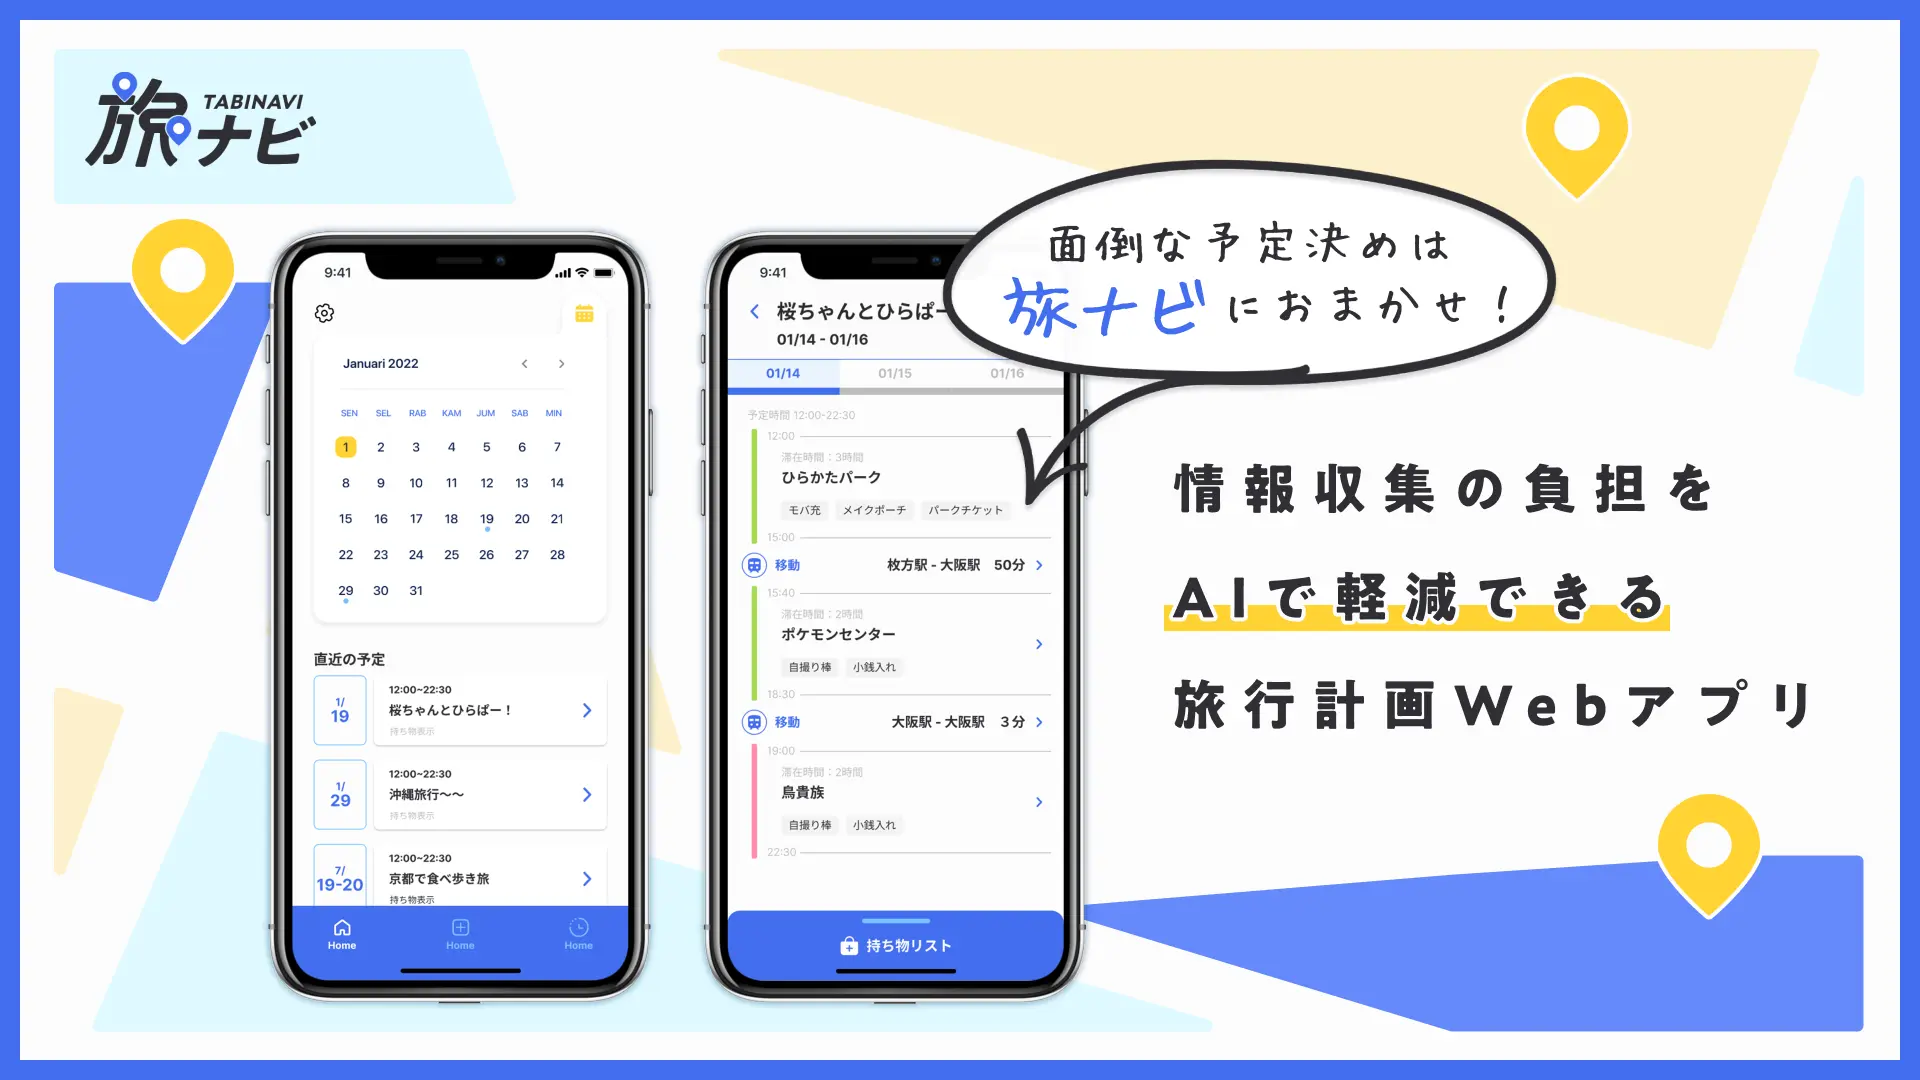 旅ナビ
TABINAVI
面倒な予定決めは
旅ナビにおまかせ！
情報収集の負担を
AIで軽減できる
旅行計画Webアプリ
9:41
Januari 2022
SEN SEL RAB KAM JUM SAB MIN
1 2 3 4 5 6 7
8 9 10 11 12 13 14
15 16 17 18 19 20 21
22 23 24 25 26 27 28
29 30 31
直近の予定
1/
19
12:00~22:30
桜ちゃんとひらぱー！
持ち物表示
1/
29
12:00~22:30
沖縄旅行〜〜
持ち物表示
7/
19-20
12:00~22:30
京都で食べ歩き旅
持ち物表示
Home Home Home
9:41
桜ちゃんとひらぱー
01/14 - 01/16
01/14 01/15 01/16
予定時間 12:00-22:30
12:00
滞在時間：3時間
ひらかたパーク
モバ充 メイクポーチ パークチケット
15:00
移動 枚方駅 - 大阪駅 50分
15:40
滞在時間：2時間
ポケモンセンター
自撮り棒 小銭入れ
18:30
移動 大阪駅 - 大阪駅 3分
19:00
滞在時間：2時間
鳥貴族
自撮り棒 小銭入れ
22:30
持ち物リスト